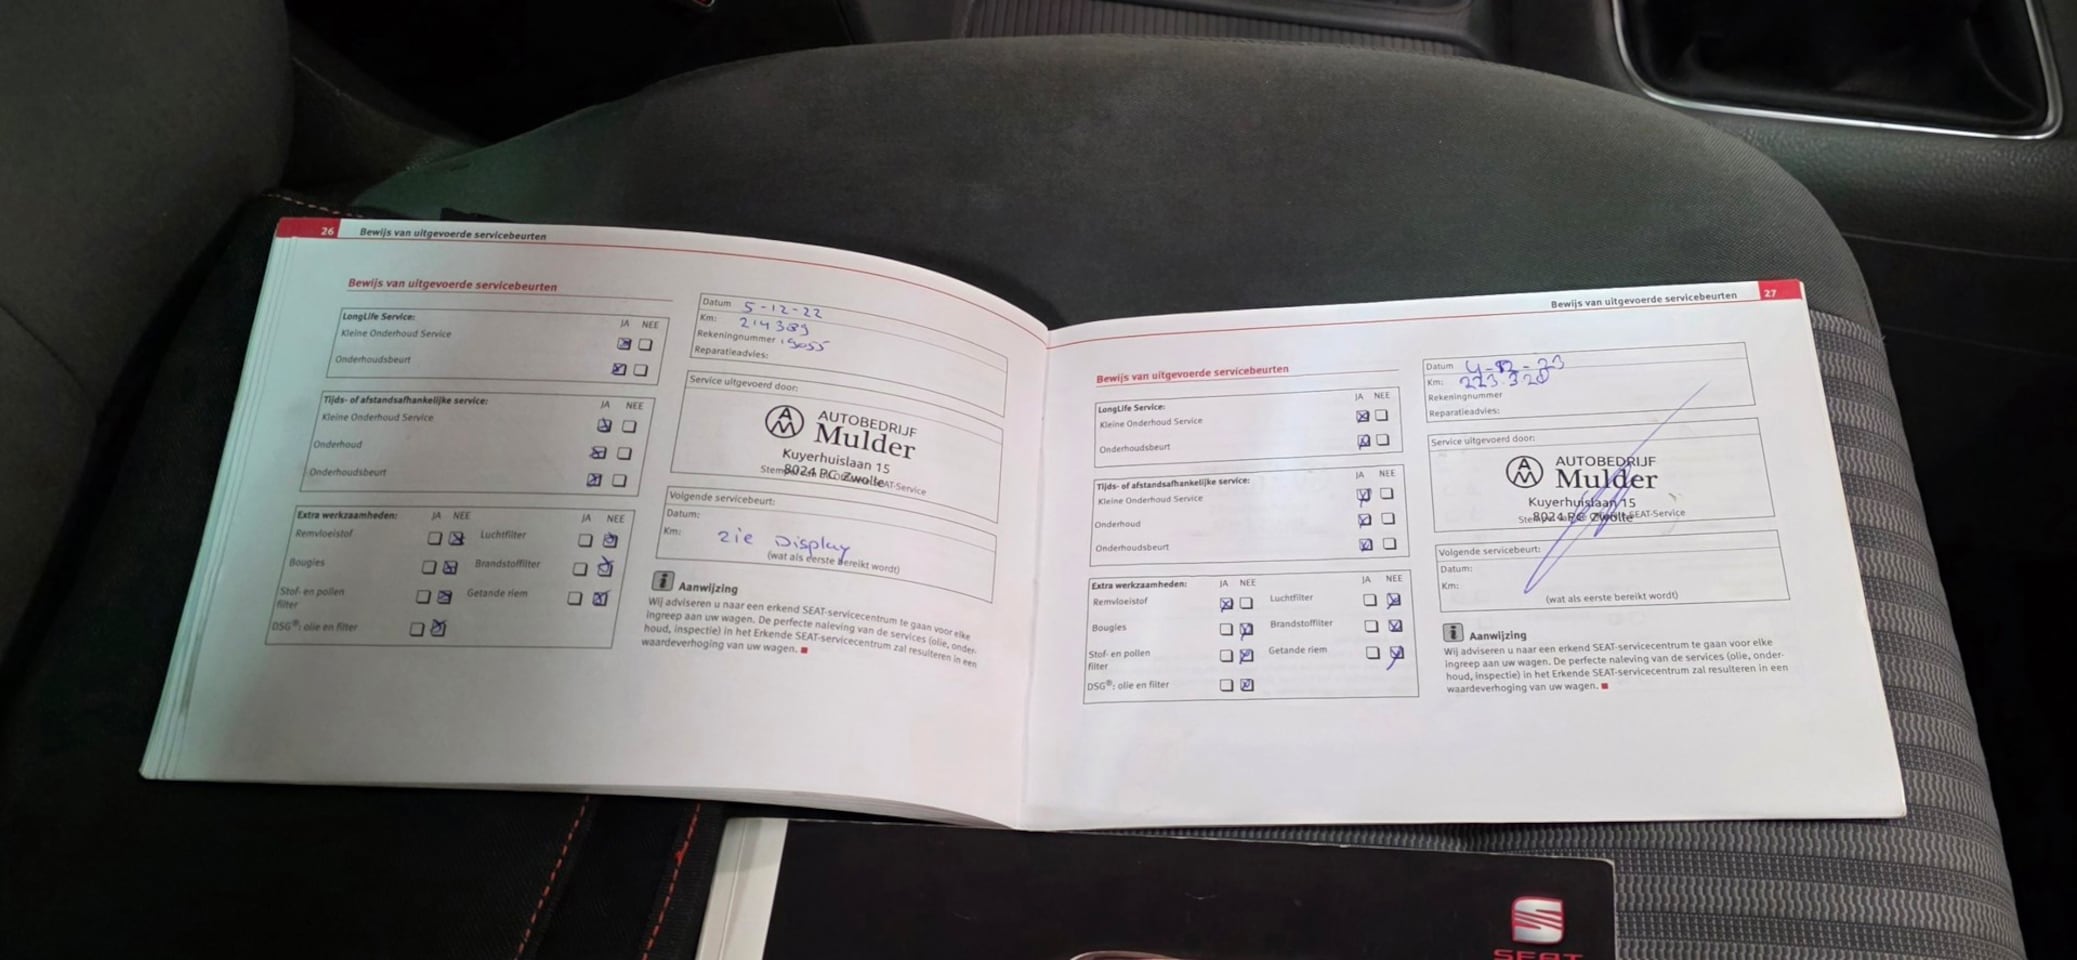 26 Bewijs van uitgevoerde servicebeurten
Bewijs van uitgevoerde servicebeurten
LongLife Service:
JA NEE
Kleine Onderhoud Service
Onderhoudsbeurt
Tijds- of afstandsafhankelijke service:
JA NEE
Kleine Onderhoud Service
Onderhoud
Onderhoudsbeurt
Extra werkzaamheden: JA NEE JA NEE
Remvloeistof Luchtfilter
Bougies Brandstoffilter
Stof- en pollen Getande riem
filter
DSG®: olie en filter
Datum 5-12-22
Km: 214389
Rekeningnummer
Reparatieadvies:
Service uitgevoerd door:
AUTOBEDRIJF
Mulder
Kuyerhuislaan 15
8024 PC Zwolle
SEAT-Service
Volgende servicebeurt:
Datum:
Km: zie Display
(wat als eerste bereikt wordt)
Aanwijzing
Wij adviseren u naar een erkend SEAT-servicecentrum te gaan voor elke
ingreep aan uw wagen. De perfecte naleving van de services (olie, onder-
houd, inspectie) in het Erkende SEAT-servicecentrum zal resulteren in een
waardeverhoging van uw wagen.
Bewijs van uitgevoerde servicebeurten 27
Bewijs van uitgevoerde servicebeurten
LongLife Service:
JA NEE
Kleine Onderhoud Service
Onderhoudsbeurt
Tijds- of afstandsafhankelijke service:
JA NEE
Kleine Onderhoud Service
Onderhoud
Onderhoudsbeurt
Extra werkzaamheden: JA NEE JA NEE
Remvloeistof Luchtfilter
Bougies Brandstoffilter
Stof- en pollen Getande riem
filter
DSG®: olie en filter
Datum
Km: 223.320
Rekeningnummer
Reparatieadvies:
Service uitgevoerd door:
AUTOBEDRIJF
Mulder
Kuyerhuislaan 15
8024 PC Zwolle
SEAT-Service
Volgende servicebeurt:
Datum:
Km:
(wat als eerste bereikt wordt)
Aanwijzing
Wij adviseren u naar een erkend SEAT-servicecentrum te gaan voor elke
ingreep aan uw wagen. De perfecte naleving van de services (olie, onder-
houd, inspectie) in het Erkende SEAT-servicecentrum zal resulteren in een
waardeverhoging van uw wagen.
SEAT